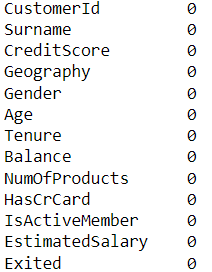 CustomerId 0
Surname 0
CreditScore 0
Geography 0
Gender 0
Age 0
Tenure 0
Balance 0
NumOfProducts 0
HasCrCard 0
IsActiveMember 0
EstimatedSalary 0
Exited 0